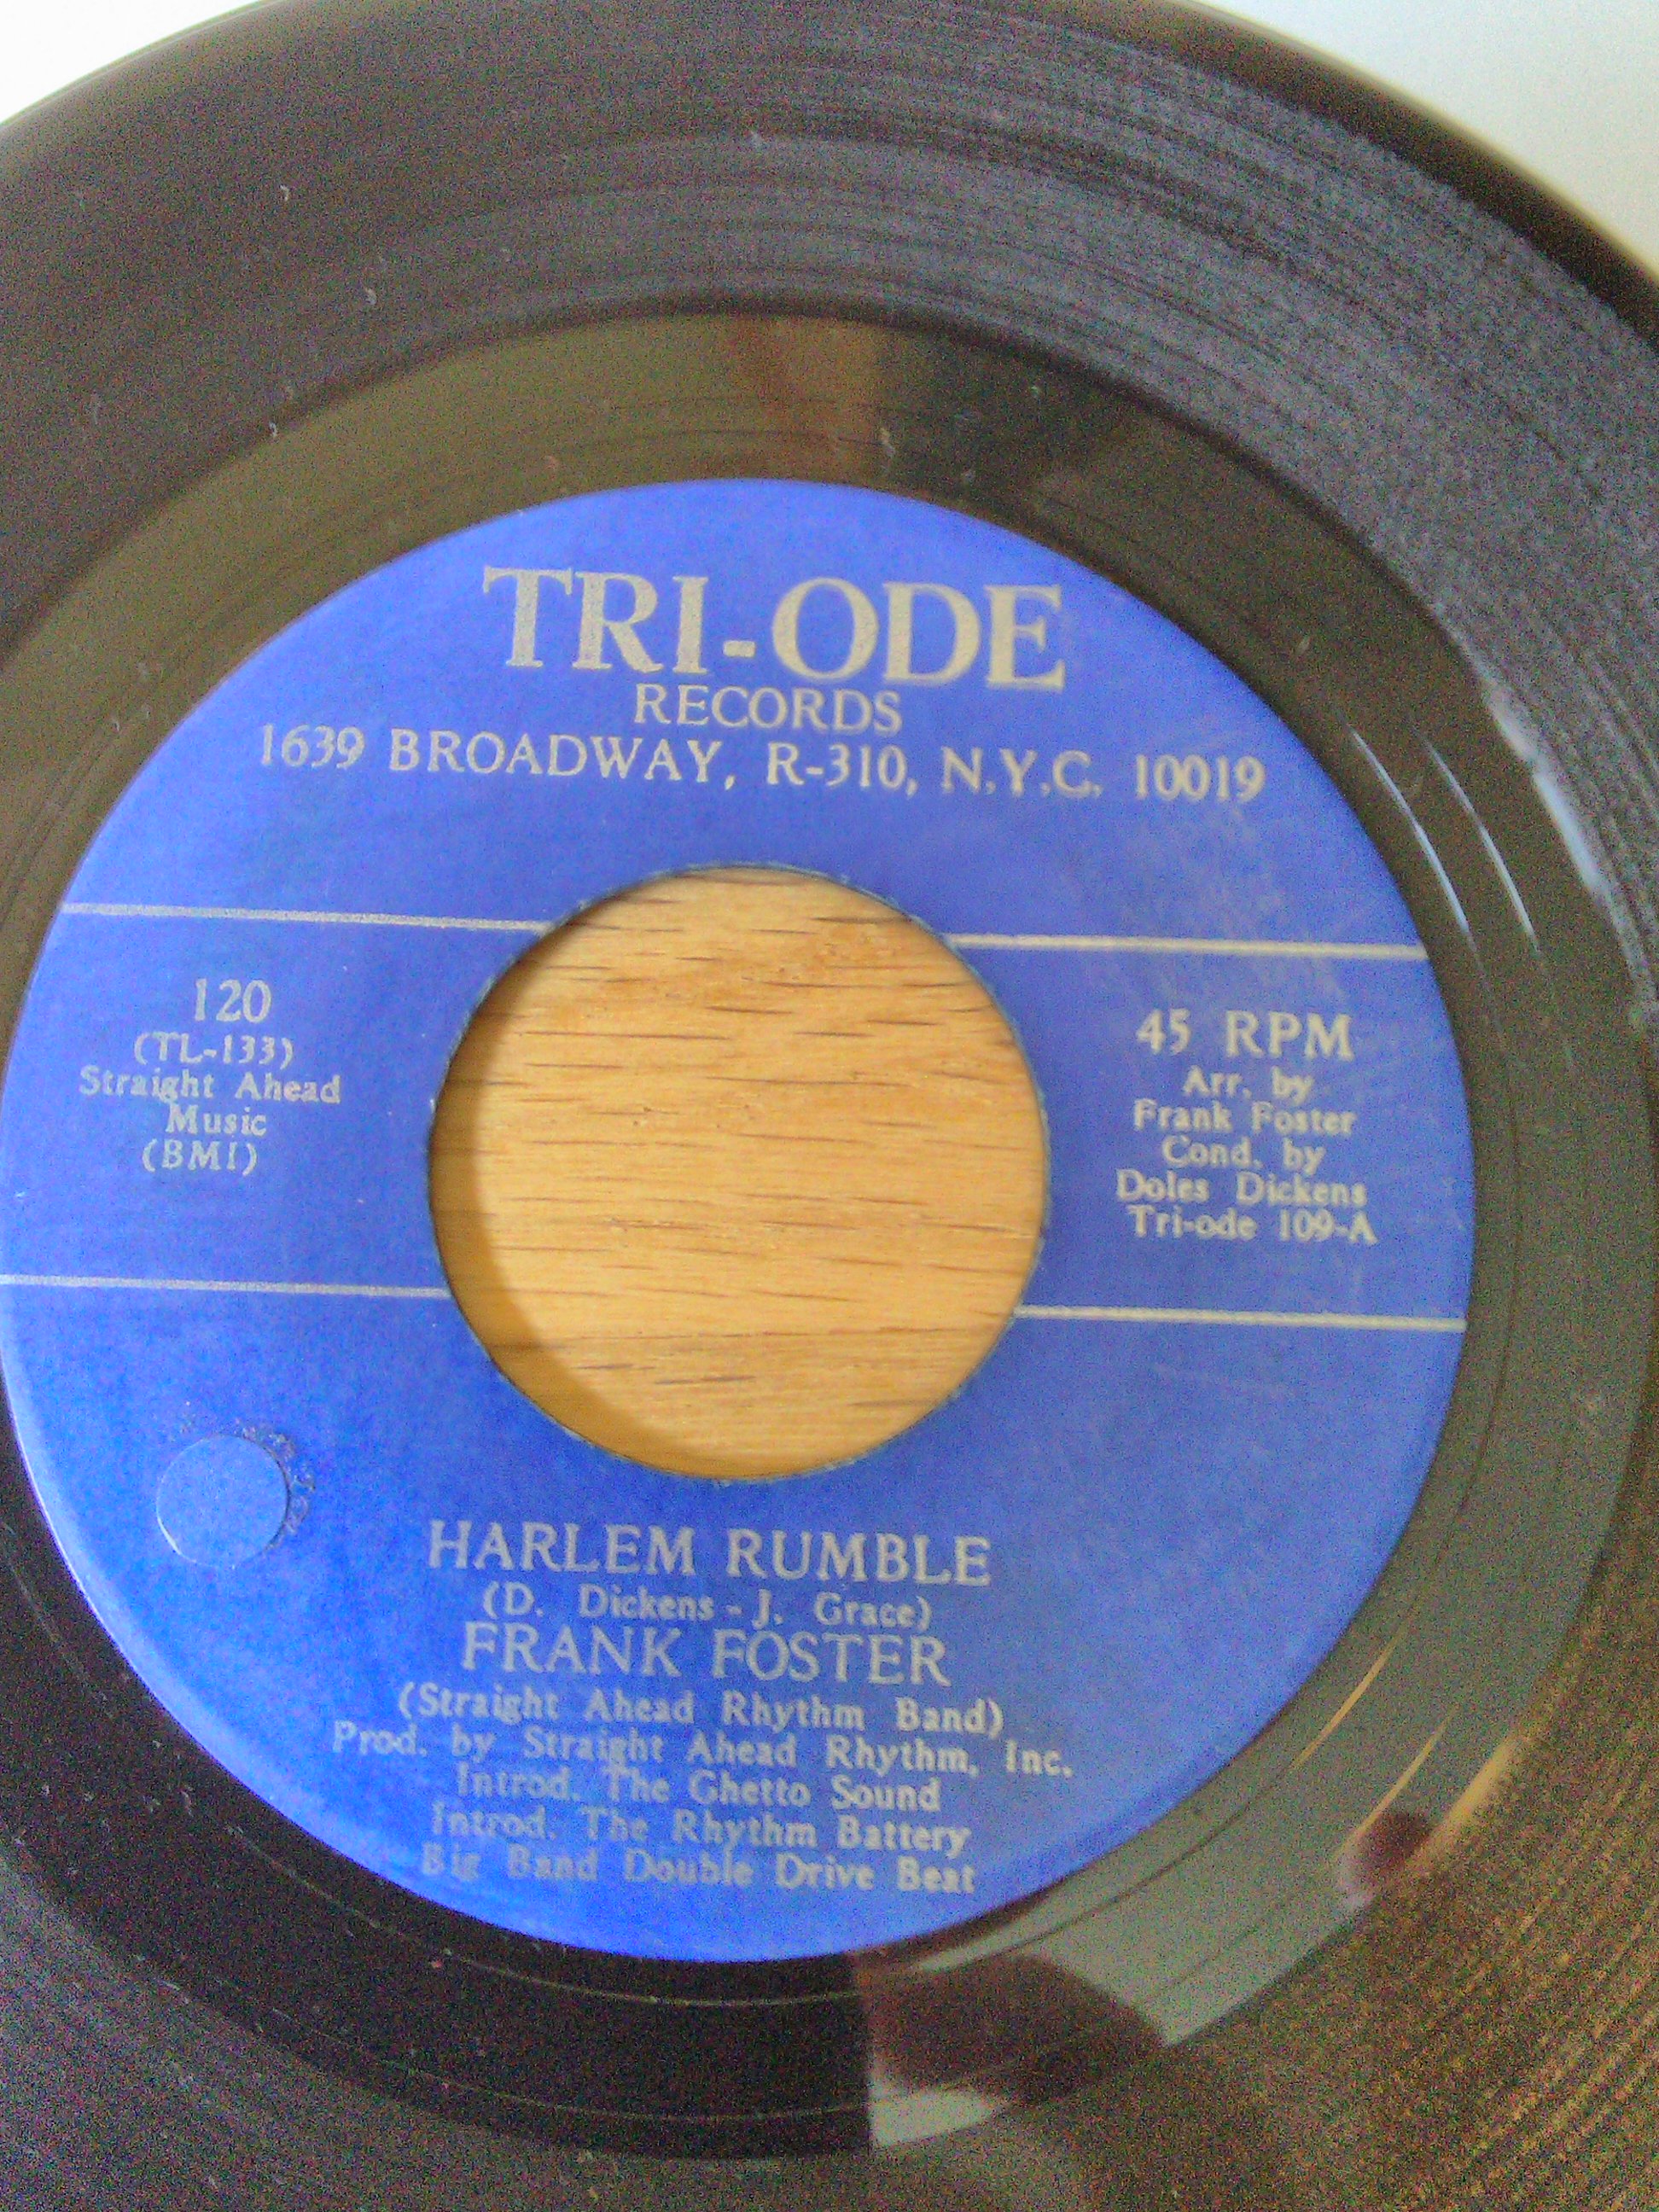 TRI-ODE
RECORDS
1639 BROADWAY, R-310, N.Y.C. 10019
120
(TL-133)
Straight Ahead
Music
(BMI)
45 RPM
Arr. by
Frank Foster
Cond. by
Doles Dickens
Tri-ode 109-A
HARLEM RUMBLE
(D. Dickens - J. Grace)
FRANK FOSTER
(Straight Ahead Rhythm Band)
Prod. by Straight Ahead Rhythm, Inc.
Introd. The Ghetto Sound
Introd. The Rhythm Battery
Big Band Double Drive Beat